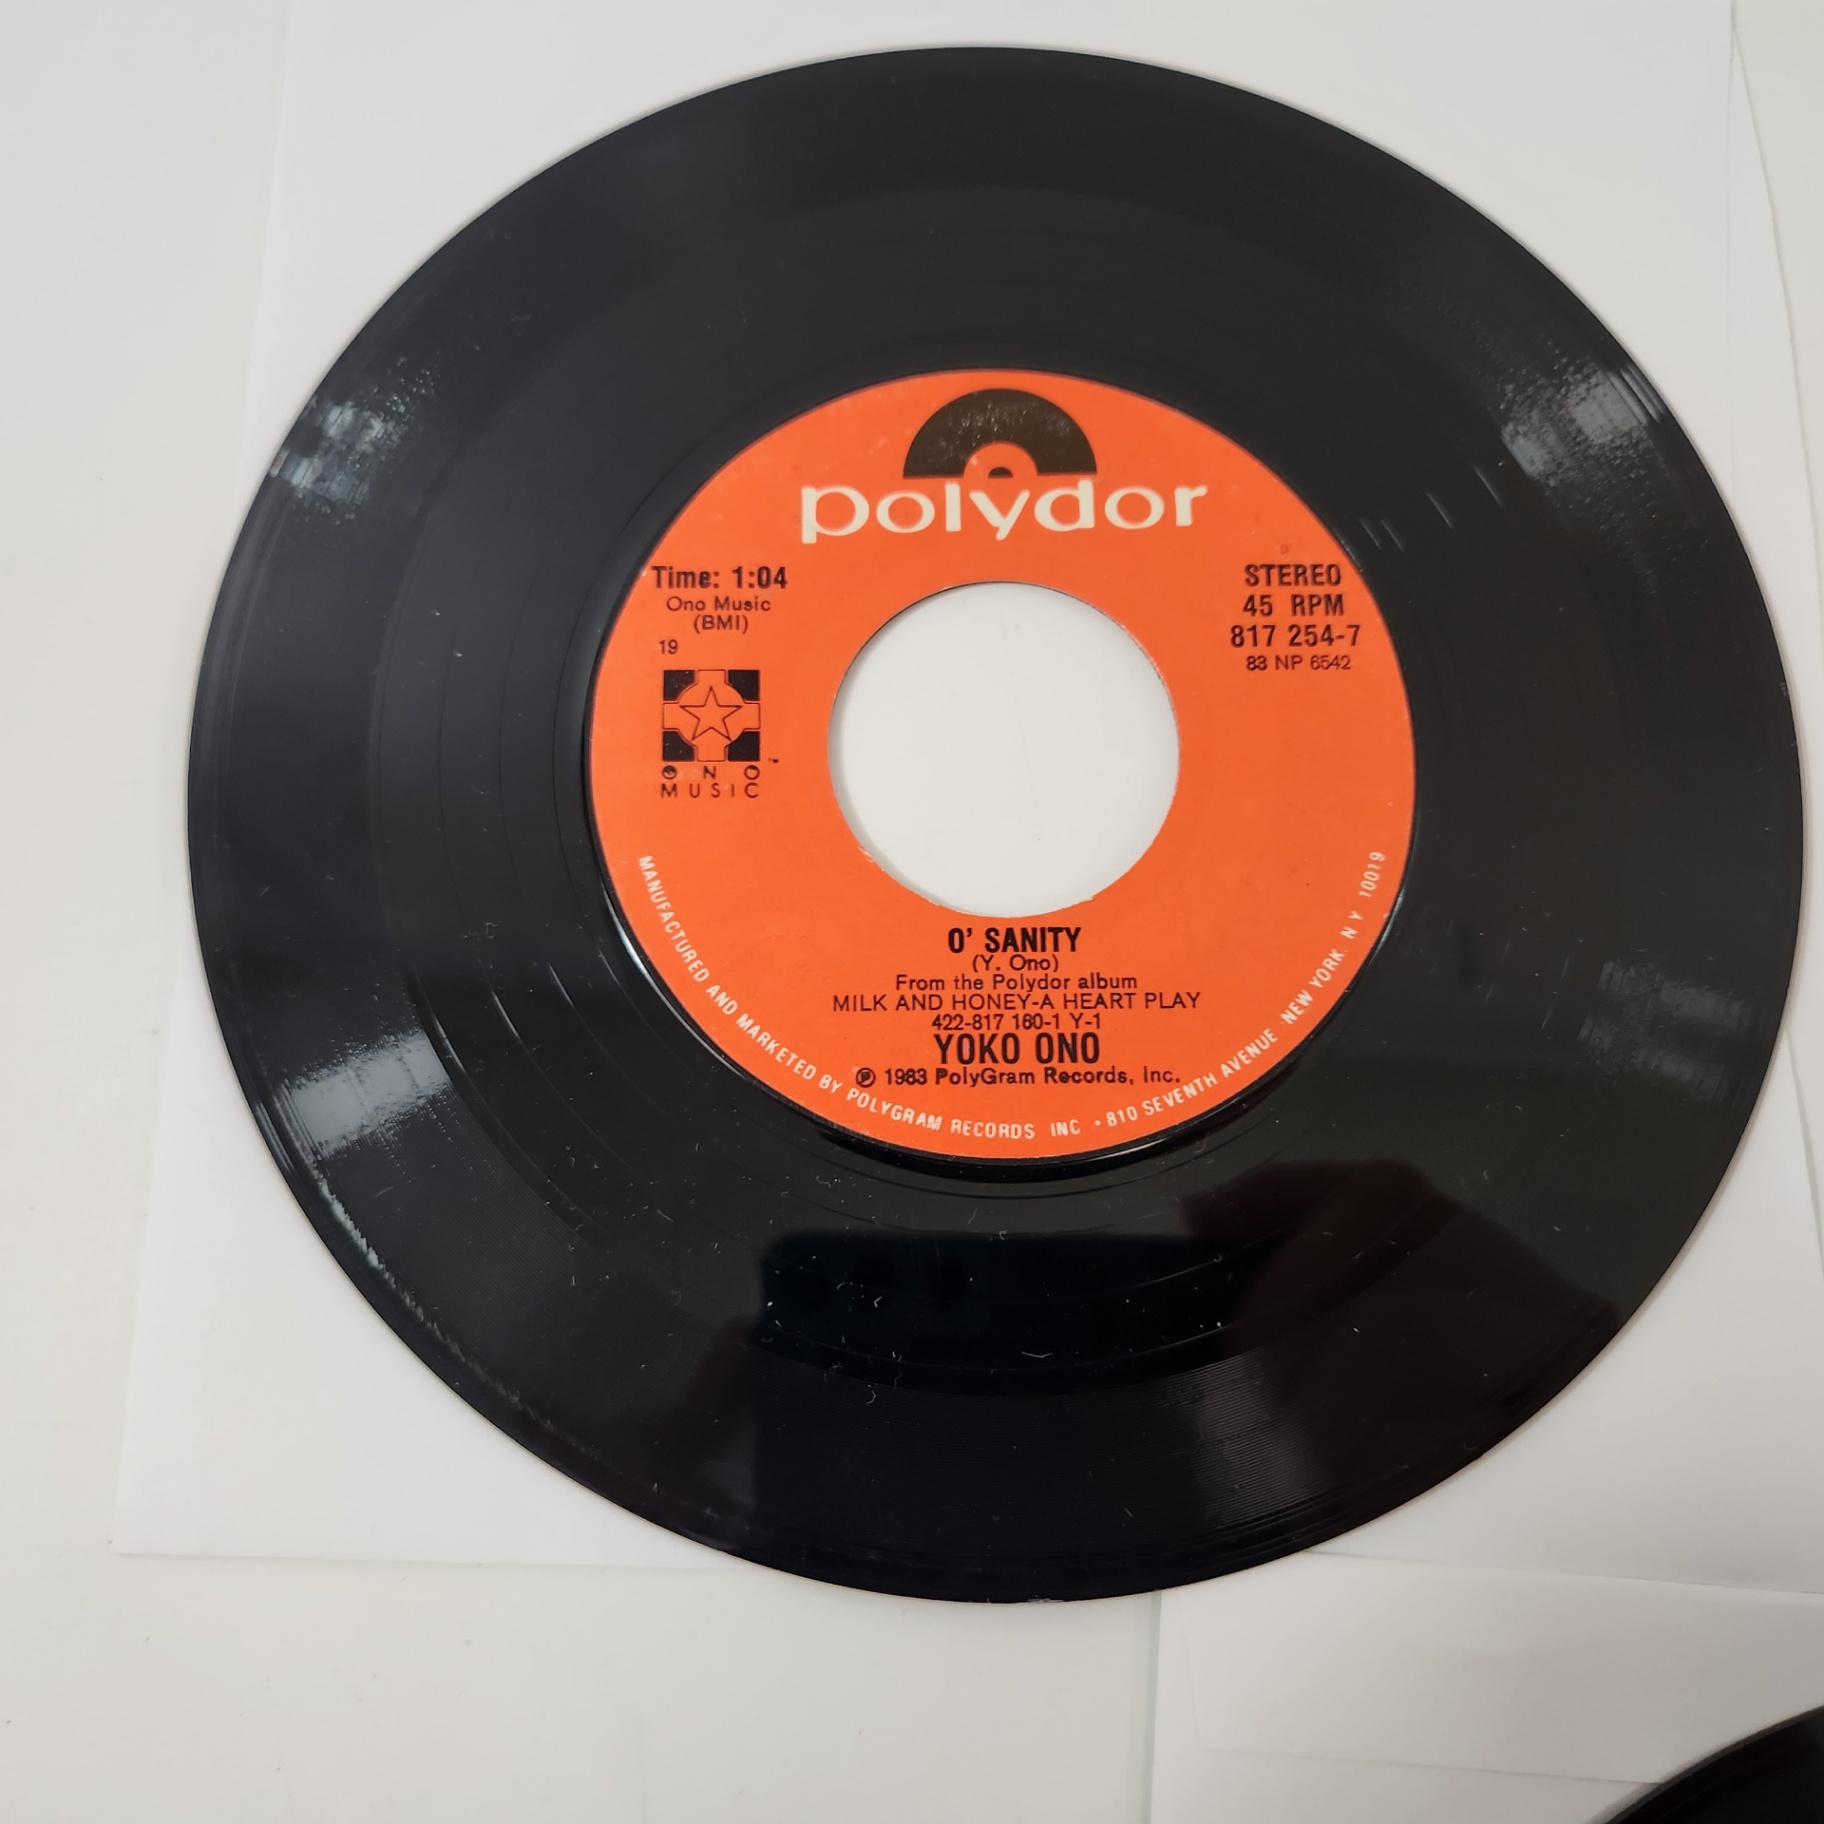 polydor
Time: 1:04
Ono Music
(BMI)
19
ONO
MUSIC
™
STEREO
45 RPM
817 254-7
83 NP 6542
O' SANITY
(Y. Ono)
From the Polydor album
MILK AND HONEY-A HEART PLAY
422-817 160-1 Y-1
YOKO ONO
℗ 1983 PolyGram Records, Inc.
MANUFACTURED AND MARKETED BY POLYGRAM RECORDS INC • 810 SEVENTH AVENUE NEW YORK N Y 10019